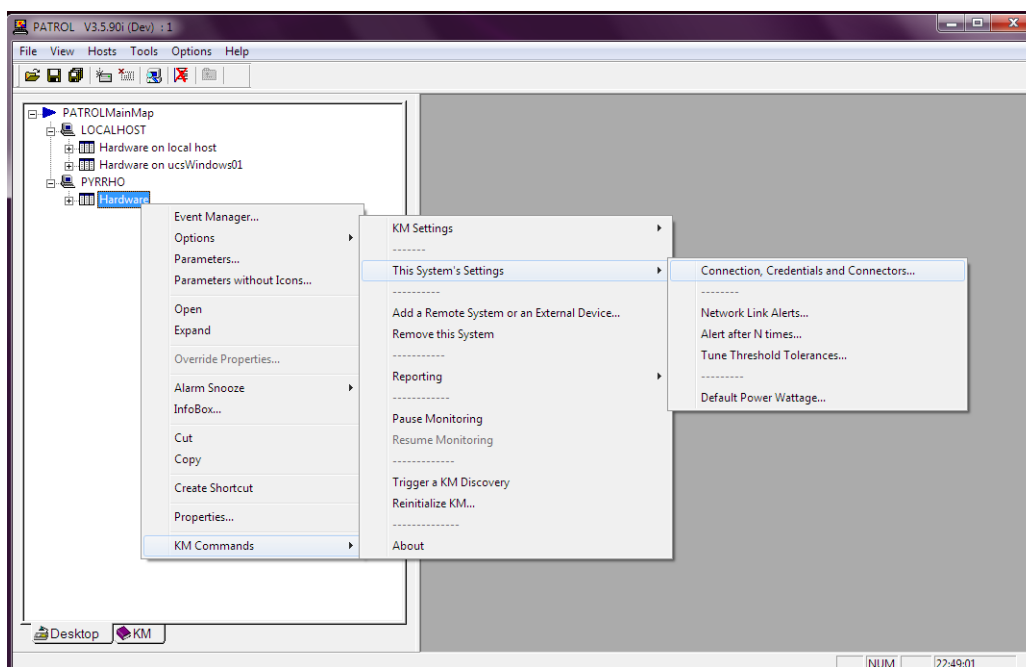 PATROL V3.5.90i (Dev) : 1
File View Hosts Tools Options Help
PATROLMainMap
LOCALHOST
Hardware on local host
Hardware on ucsWindows01
PYRRHO
Hardware
Event Manager...
Options
Parameters...
Parameters without Icons...
Open
Expand
Override Properties...
Alarm Snooze
InfoBox...
Cut
Copy
Create Shortcut
Properties...
KM Commands
KM Settings
-------
This System's Settings
----------
Add a Remote System or an External Device...
Remove this System
-----------
Reporting
------------
Pause Monitoring
Resume Monitoring
-------------
Trigger a KM Discovery
Reinitialize KM...
--------------
About
Connection, Credentials and Connectors...
--------
Network Link Alerts...
Alert after N times...
Tune Threshold Tolerances...
---------
Default Power Wattage...
Desktop KM
NUM 22:49:01